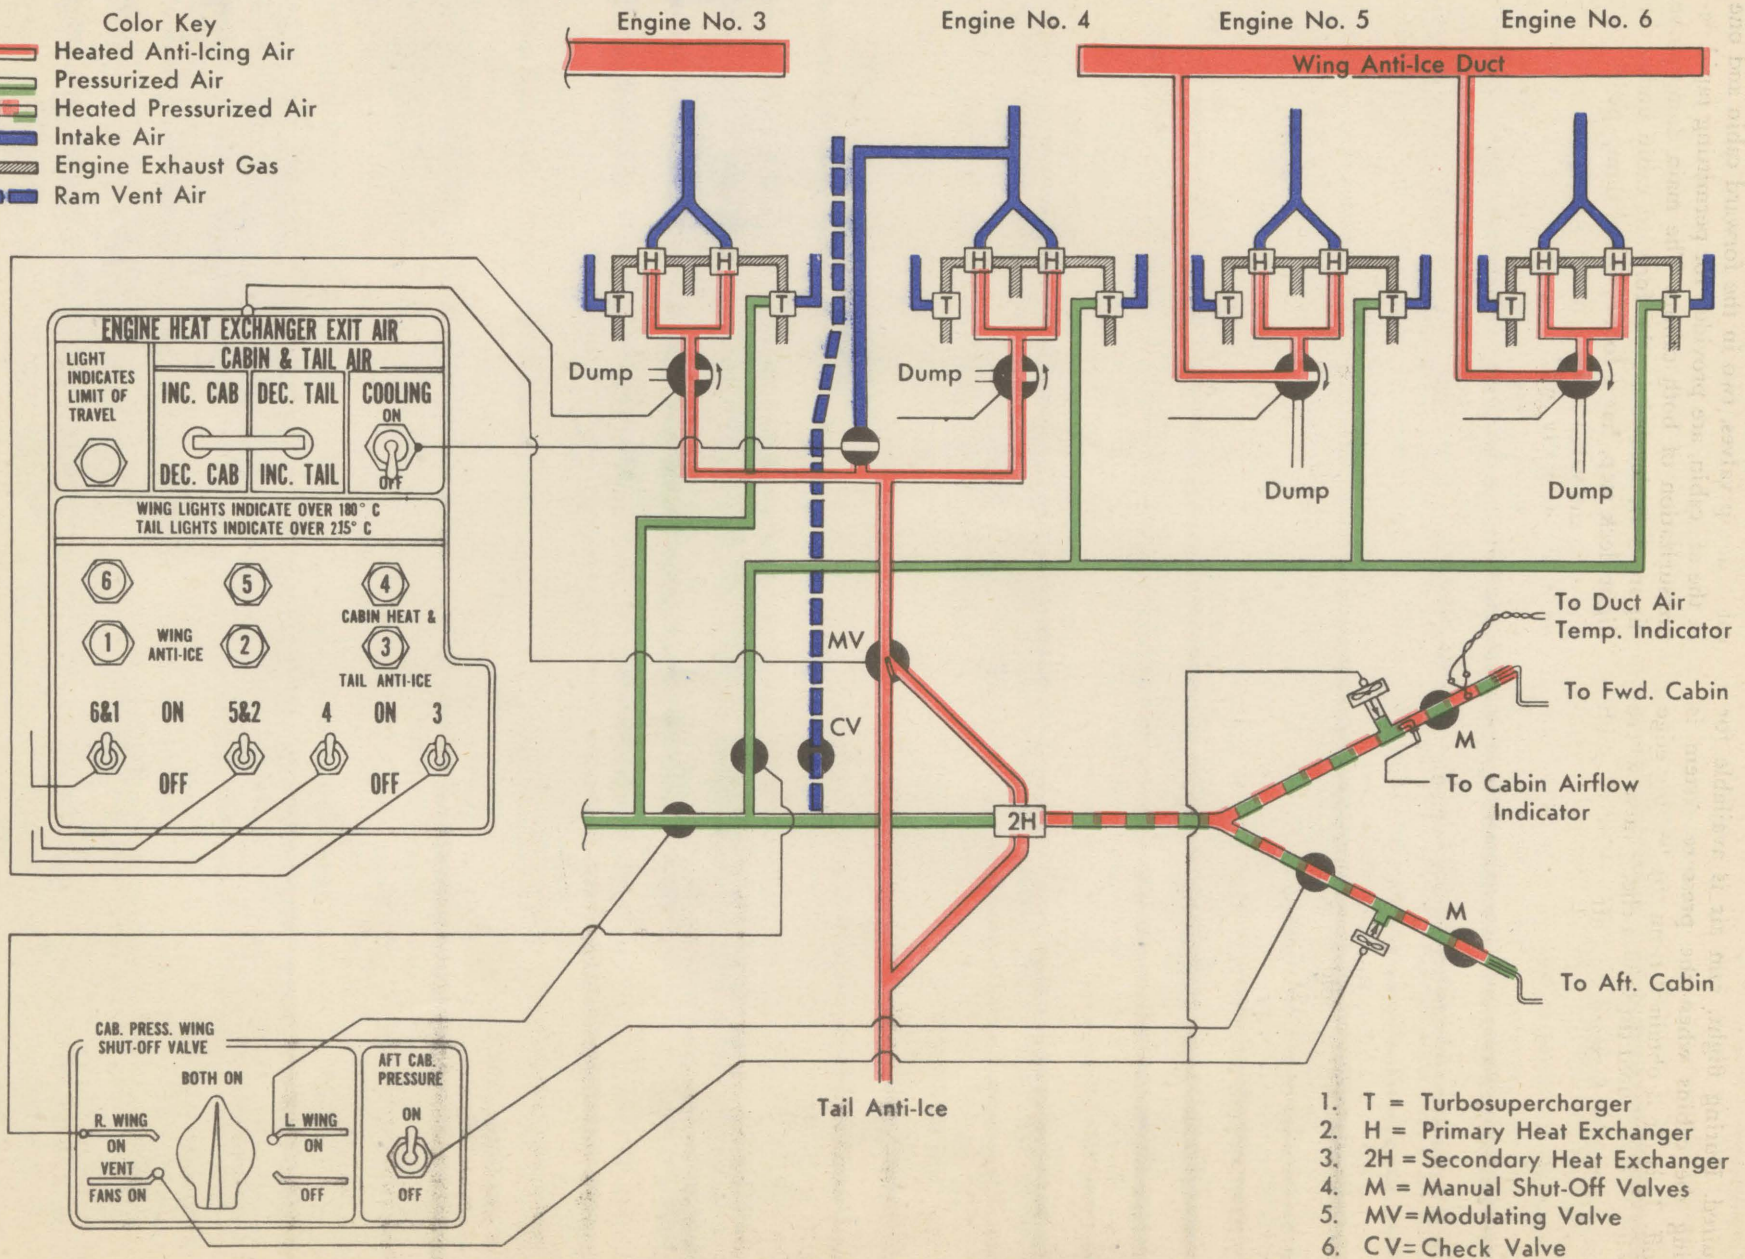 Color Key
Heated Anti-Icing Air
Pressurized Air
Heated Pressurized Air
Intake Air
Engine Exhaust Gas
Ram Vent Air
Engine No. 3
Engine No. 4
Engine No. 5
Engine No. 6
Wing Anti-Ice Duct
H H H H H H H H
T T T T T T T T
Dump
Dump
Dump
Dump
ENGINE HEAT EXCHANGER EXIT AIR
LIGHT
INDICATES
LIMIT OF
TRAVEL
CABIN & TAIL AIR
INC. CAB
DEC. TAIL
COOLING
ON
DEC. CAB
INC. TAIL
OFF
WING LIGHTS INDICATE OVER 180° C
TAIL LIGHTS INDICATE OVER 215° C
6
5
4
CABIN HEAT &
1
WING
ANTI-ICE
2
3
TAIL ANTI-ICE
6&1 ON 5&2 4 ON 3
OFF OFF
MV
CV
2H
To Duct Air
Temp. Indicator
To Fwd. Cabin
M
To Cabin Airflow
Indicator
M
To Aft. Cabin
Tail Anti-Ice
CAB. PRESS. WING
SHUT-OFF VALVE
BOTH ON
R. WING
ON
VENT
FANS ON
L. WING
ON
OFF
AFT CAB.
PRESSURE
ON
OFF
1. T = Turbosupercharger
2. H = Primary Heat Exchanger
3. 2H = Secondary Heat Exchanger
4. M = Manual Shut-Off Valves
5. MV = Modulating Valve
6. CV = Check Valve